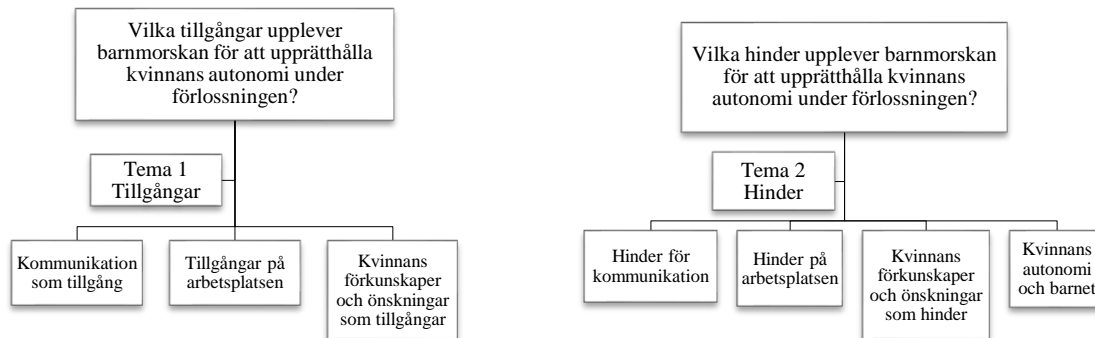 Vilka tillgångar upplever
barnmorskan för att upprätthålla
kvinnans autonomi under
förlossningen?
Tema 1
Tillgångar
Kommunikation
som tillgång
Tillgångar på
arbetsplatsen
Kvinnans
förkunskaper
och önskningar
som tillgångar
Vilka hinder upplever barnmorskan
för att upprätthålla kvinnans
autonomi under förlossningen?
Tema 2
Hinder
Hinder för
kommunikation
Hinder på
arbetsplatsen
Kvinnans
förkunskaper
och önskningar
som hinder
Kvinnans
autonomi
och barnet